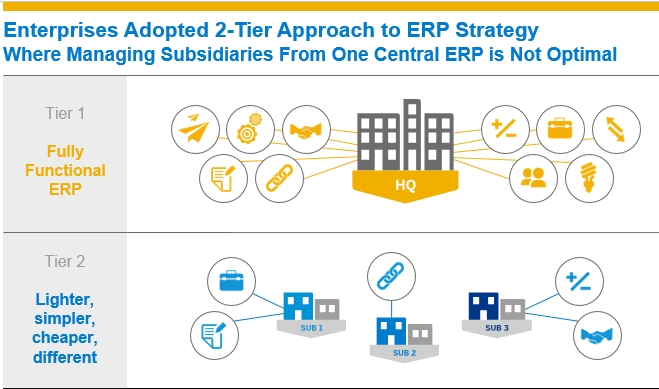 Enterprises Adopted 2-Tier Approach to ERP Strategy
Where Managing Subsidiaries From One Central ERP is Not Optimal
Tier 1
Fully
Functional
ERP
HQ
Tier 2
Lighter,
simpler,
cheaper,
different
SUB 1
SUB 2
SUB 3